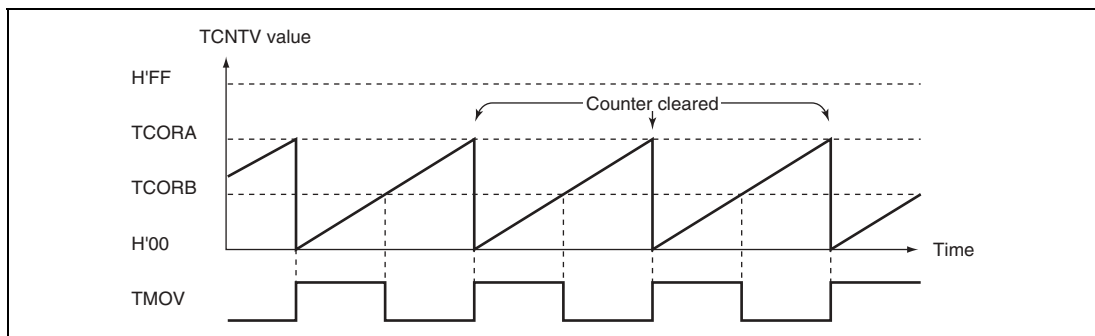 TCNTV value
H'FF
Counter cleared
TCORA
TCORB
H'00
Time
TMOV